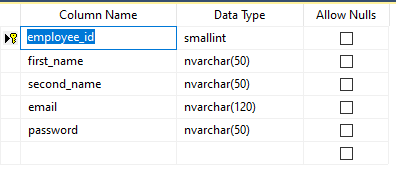 Column Name Data Type Allow Nulls
employee_id smallint
first_name nvarchar(50)
second_name nvarchar(50)
email nvarchar(120)
password nvarchar(50)